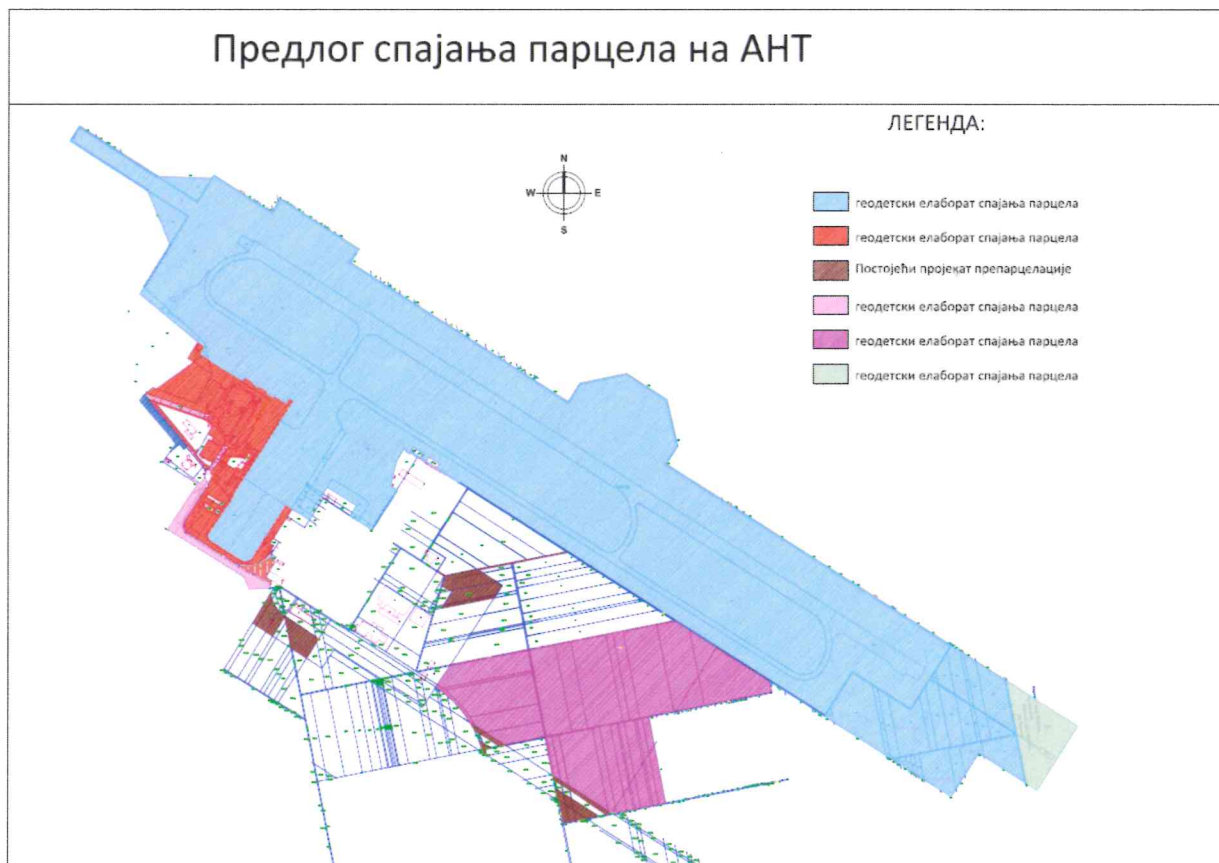 Предлог спајања парцела на АНТ
ЛЕГЕНДА:
N
W E
S
геодетски елаборат спајања парцела
геодетски елаборат спајања парцела
Постојећи пројекат препарцелације
геодетски елаборат спајања парцела
геодетски елаборат спајања парцела
геодетски елаборат спајања парцела